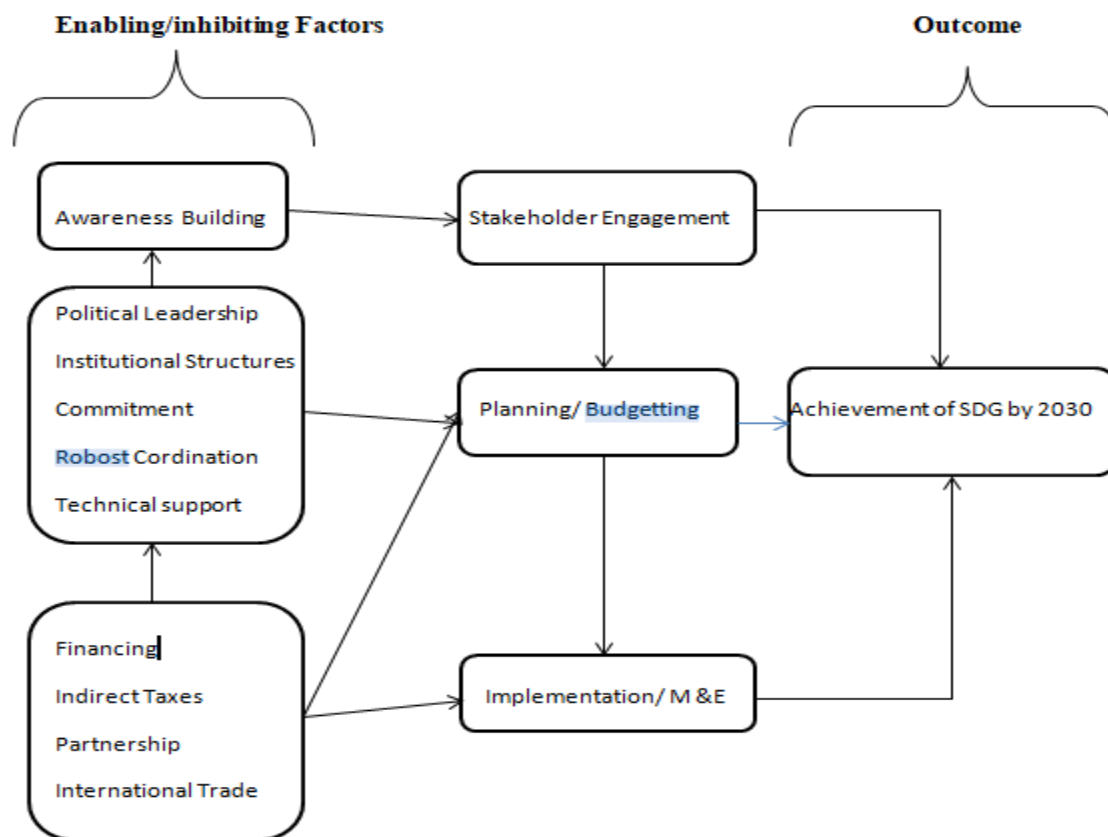 Enabling/inhibiting Factors
Outcome
Awareness Building
Stakeholder Engagement
Political Leadership
Institutional Structures
Commitment
Robost Cordination
Technical support
Planning/ Budgetting
Achievement of SDG by 2030
Financing
Indirect Taxes
Partnership
International Trade
Implementation/ M &E